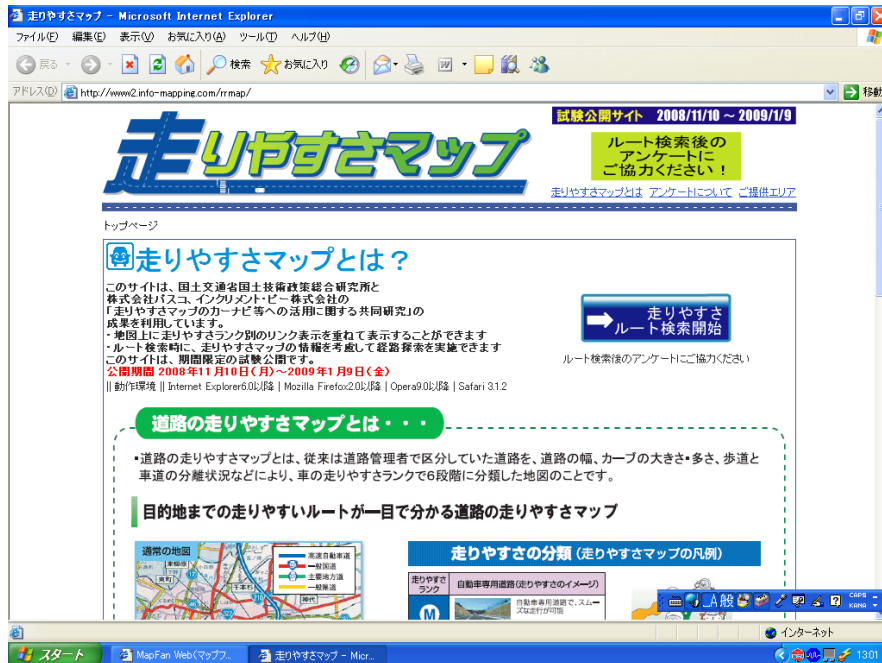 走りやすさマップ - Microsoft Internet Explorer
ファイル(F) 編集(E) 表示(V) お気に入り(A) ツール(T) ヘルプ(H)
戻る 検索 お気に入り
アドレス(D) http://www2.info-mapping.com/rrmap/ 移動
試験公開サイト 2008/11/10 ~ 2009/1/9
走りやすさマップ
ルート検索後の
アンケートに
ご協力ください!
走りやすさマップとは アンケートについて ご提供エリア
トップページ
走りやすさマップとは?
このサイトは、国土交通省国土技術政策総合研究所と
株式会社パスコ、インクリメント・ピー株式会社の
「走りやすさマップのカーナビ等への活用に関する共同研究」の
成果を利用しています。
・地図上に走りやすさランク別のリンク表示を重ねて表示することができます
・ルート検索時に、走りやすさマップの情報を考慮して経路探索を実施できます
このサイトは、期間限定の試験公開です。
公開期間 2008年11月10日(月)~2009年1月9日(金)
|| 動作環境 || Internet Explorer6.0以降 | Mozilla Firefox2.0以降 | Opera9.0以降 | Safari 3.1.2
走りやすさ
ルート検索開始
ルート検索後のアンケートにご協力ください
道路の走りやすさマップとは・・・
・道路の走りやすさマップとは、従来は道路管理者で区分していた道路を、道路の幅、カーブの大きさ・多さ、歩道と
車道の分離状況などにより、車の走りやすさランクで6段階に分類した地図のことです。
目的地までの走りやすいルートが一目で分かる道路の走りやすさマップ
通常の地図
高速自動車道
一般国道
主要地方道
一般県道
東町
千本杉
神代
走りやすさの分類(走りやすさマップの凡例)
走りやすさ
ランク
自動車専用道路(走りやすさのイメージ)
M
自動車専用道路で、スムー
ズな走行が可能
A 般 CAPS KANA
インターネット
スタート MapFan Web(マップフ... 走りやすさマップ - Micr... 13:01